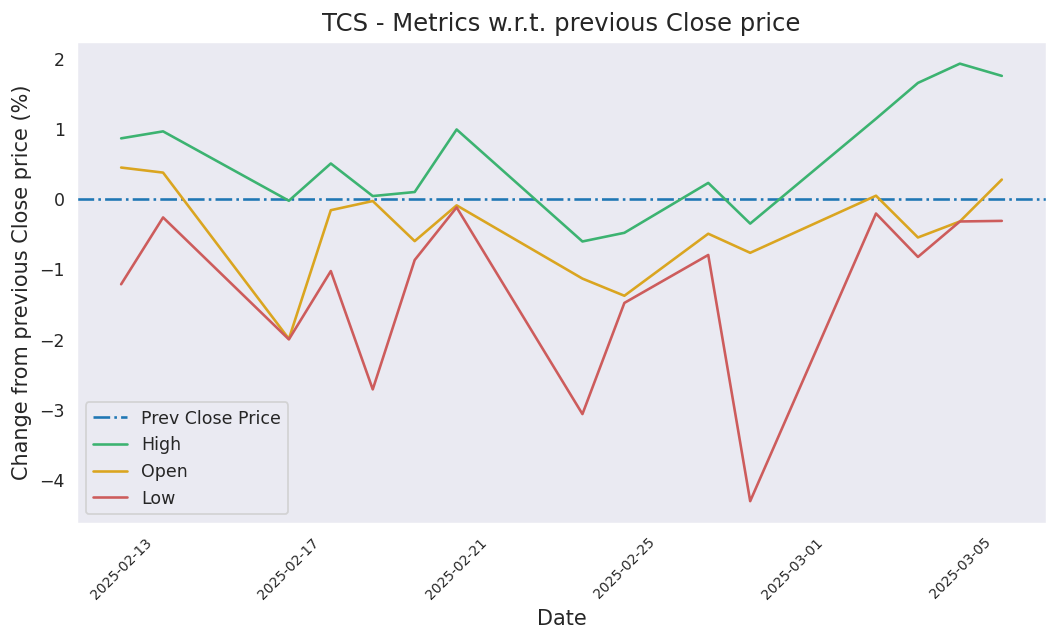 TCS - Metrics w.r.t. previous Close price
Change from previous Close price (%)
2
1
0
−1
−2
−3
−4
Prev Close Price
High
Open
Low
2025-02-13
2025-02-17
2025-02-21
2025-02-25
2025-03-01
2025-03-05
Date